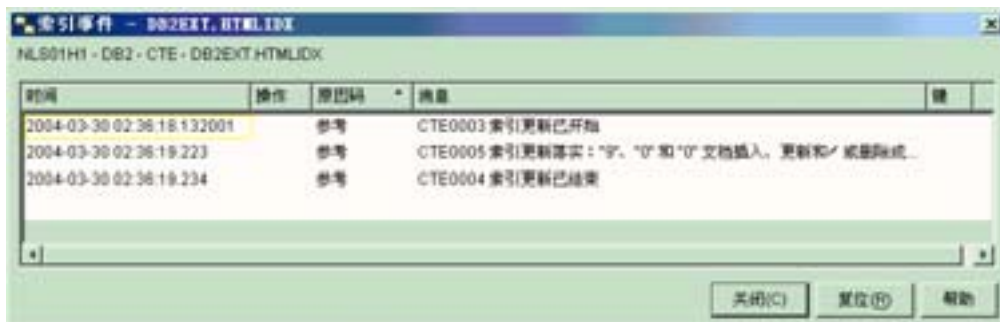 索引事件 - DB2EXT.HTMLIDX
NLS01H1 - DB2 - CTE - DB2EXT.HTMLIDX
时间 操作 原因码 消息 键
2004-03-30 02:36:18.132001 参考 CTE0003 索引更新已开始
2004-03-30 02:36:19.223 参考 CTE0005 索引更新落实："9"、"0" 和 "0" 文档插入、更新和✓ 或删除成...
2004-03-30 02:36:19.234 参考 CTE0004 索引更新已结束
关闭(C) 复位(R) 帮助